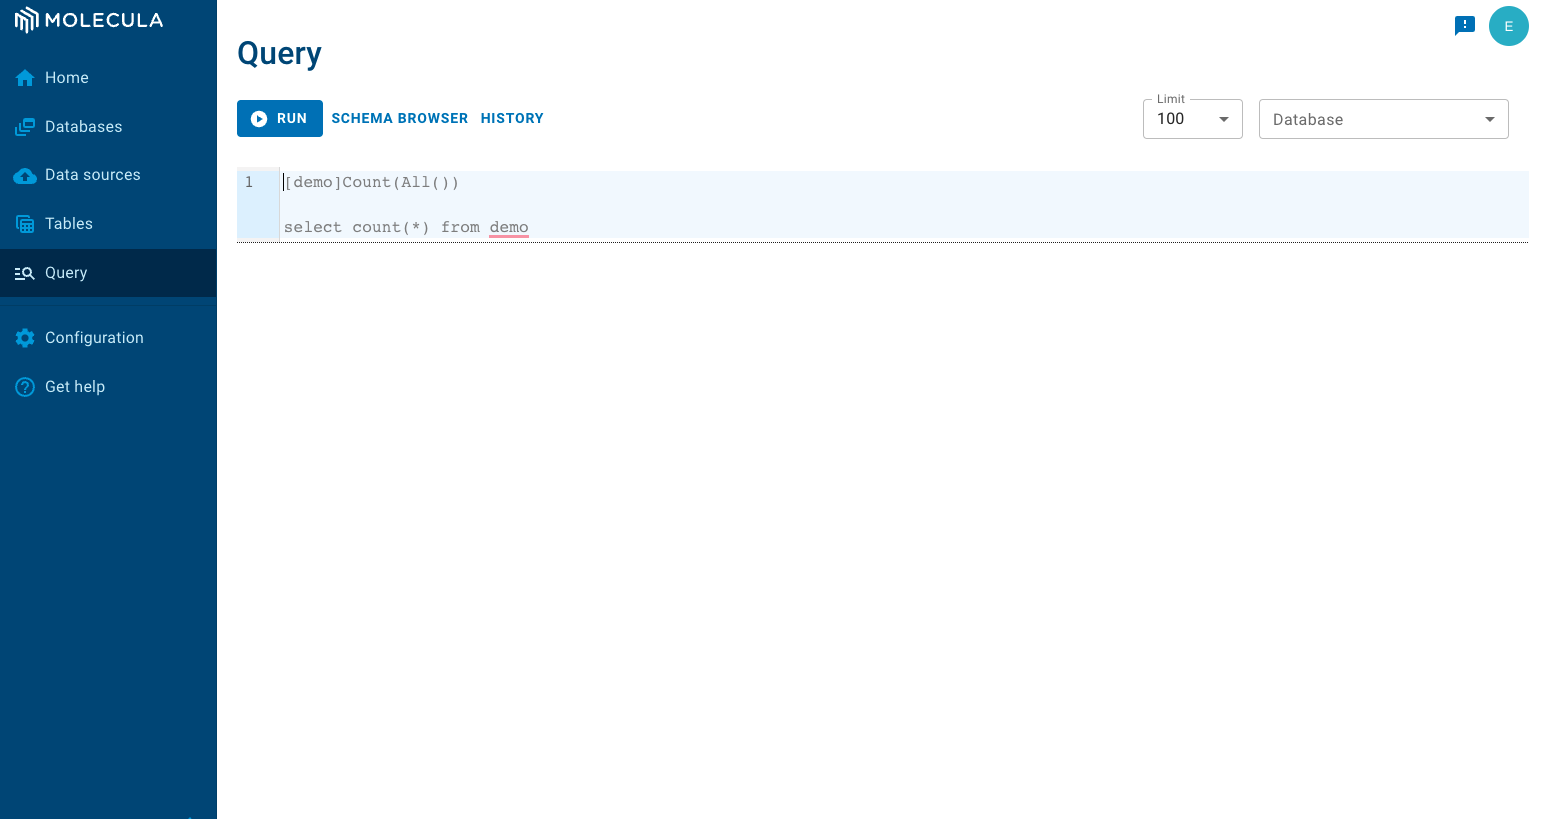 MOLECULA
Home
Databases
Data sources
Tables
Query
Configuration
Get help
E
Query
RUN SCHEMA BROWSER HISTORY
Limit
100
Database
1 [demo]Count(All())
select count(*) from demo